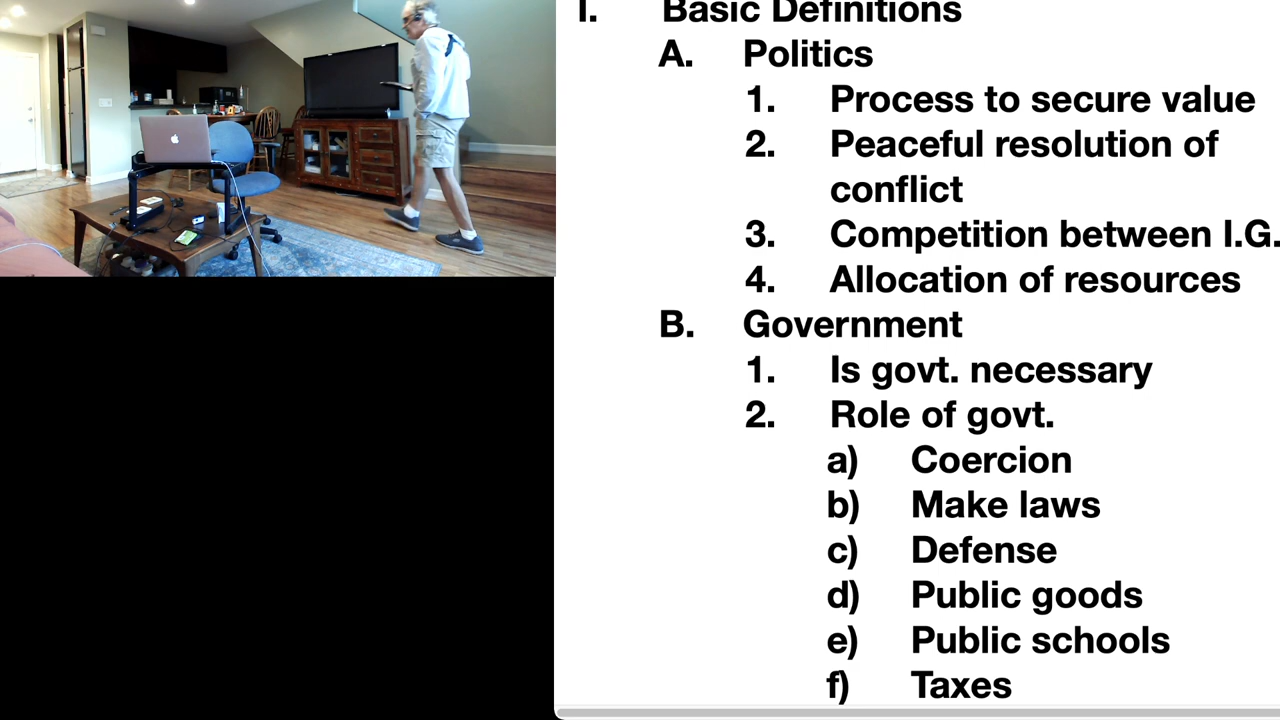 I. Basic Definitions
A. Politics
1. Process to secure value
2. Peaceful resolution of
conflict
3. Competition between I.G.
4. Allocation of resources
B. Government
1. Is govt. necessary
2. Role of govt.
a) Coercion
b) Make laws
c) Defense
d) Public goods
e) Public schools
f) Taxes